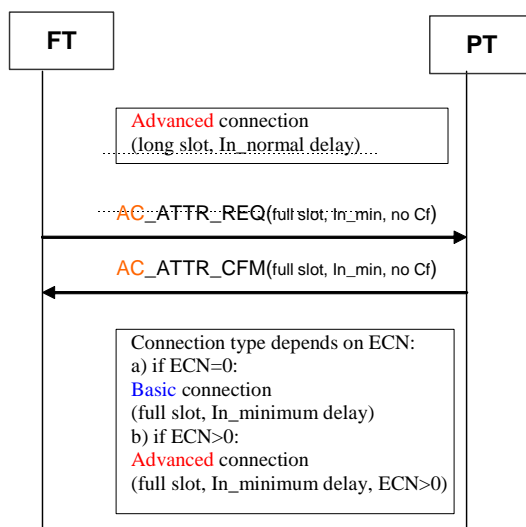 FT
PT
Advanced connection
(long slot, In_normal delay)
AC_ATTR_REQ(full slot, In_min, no Cf)
AC_ATTR_CFM(full slot, In_min, no Cf)
Connection type depends on ECN:
a) if ECN=0:
Basic connection
(full slot, In_minimum delay)
b) if ECN>0:
Advanced connection
(full slot, In_minimum delay, ECN>0)